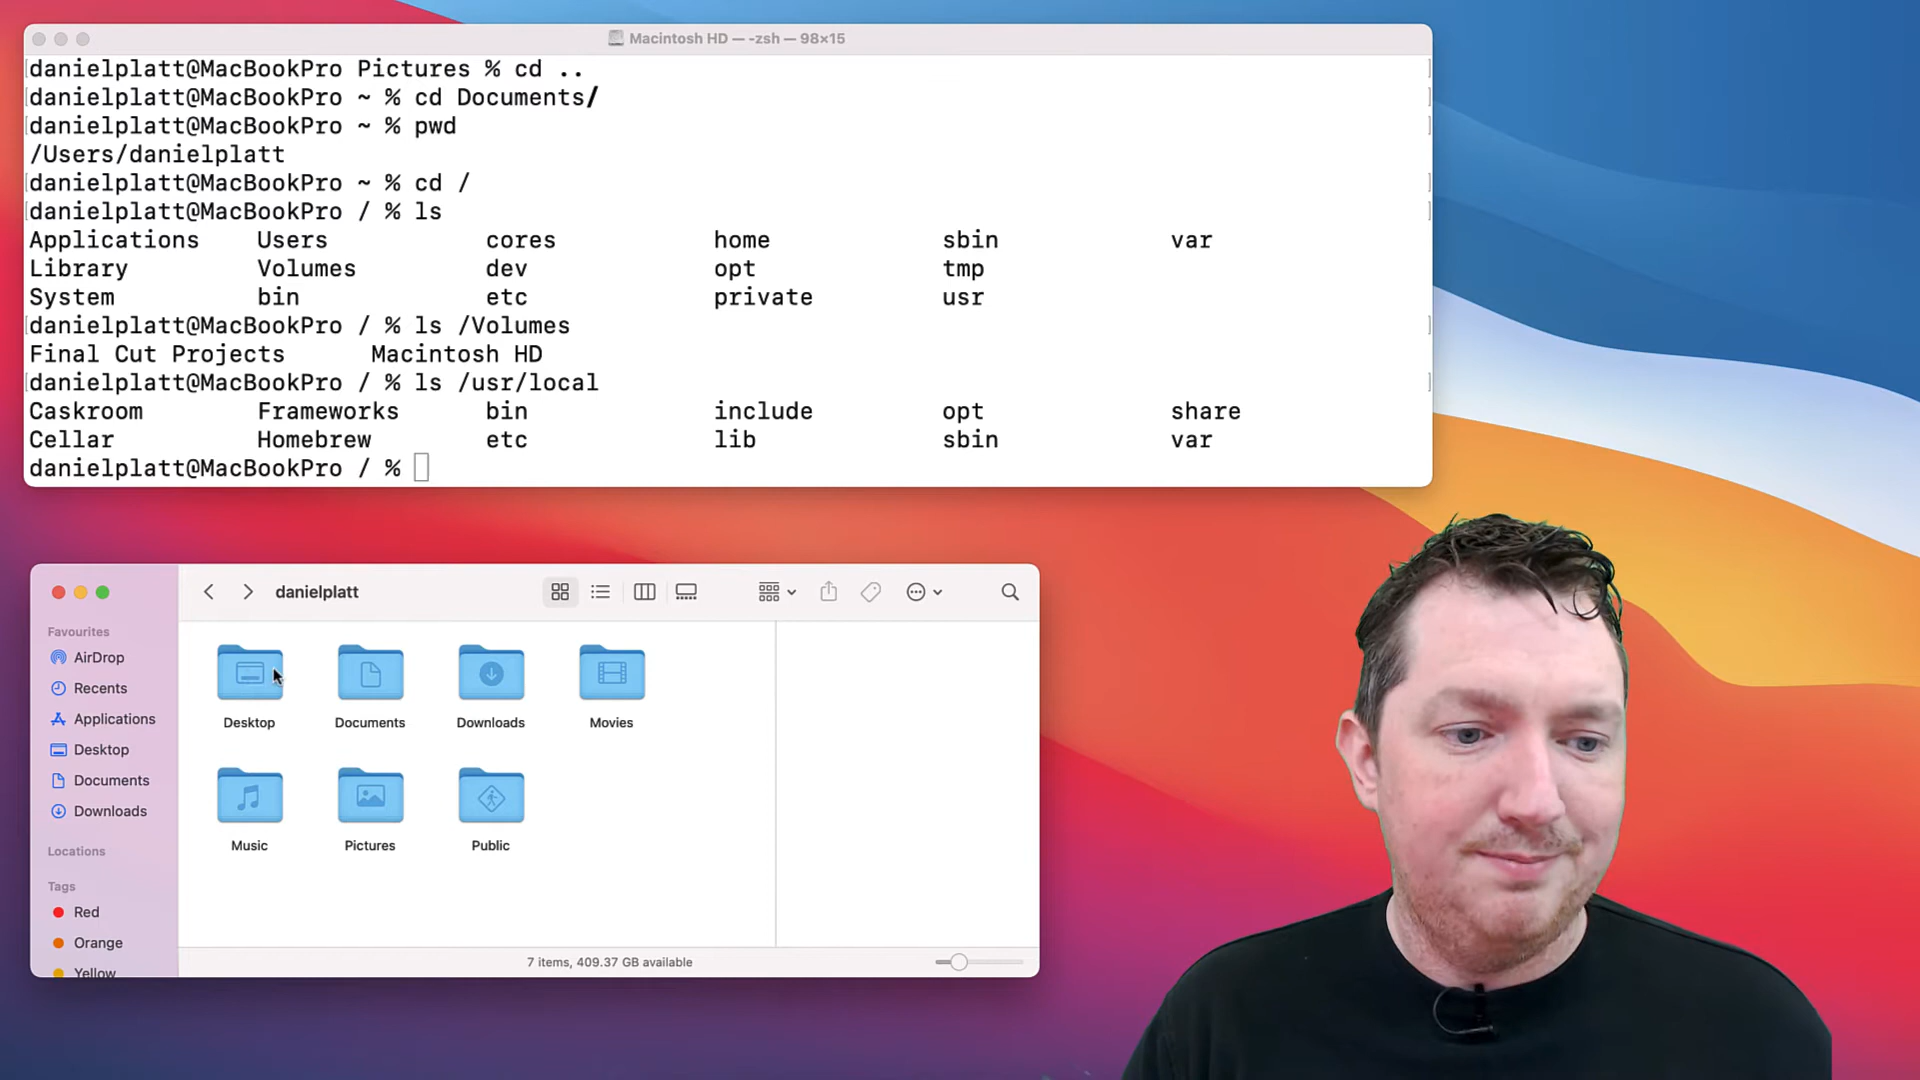 Macintosh HD — -zsh — 98×15
danielplatt@MacBookPro Pictures % cd ..
danielplatt@MacBookPro ~ % cd Documents/
danielplatt@MacBookPro ~ % pwd
/Users/danielplatt
danielplatt@MacBookPro ~ % cd /
danielplatt@MacBookPro / % ls
Applications Users cores home sbin var
Library Volumes dev opt tmp
System bin etc private usr
danielplatt@MacBookPro / % ls /Volumes
Final Cut Projects Macintosh HD
danielplatt@MacBookPro / % ls /usr/local
Caskroom Frameworks bin include opt share
Cellar Homebrew etc lib sbin var
danielplatt@MacBookPro / %
danielplatt
Favourites
AirDrop
Recents
Applications
Desktop
Documents
Downloads
Locations
Tags
Red
Orange
Yellow
Desktop Documents Downloads Movies
Music Pictures Public
7 items, 409.37 GB available